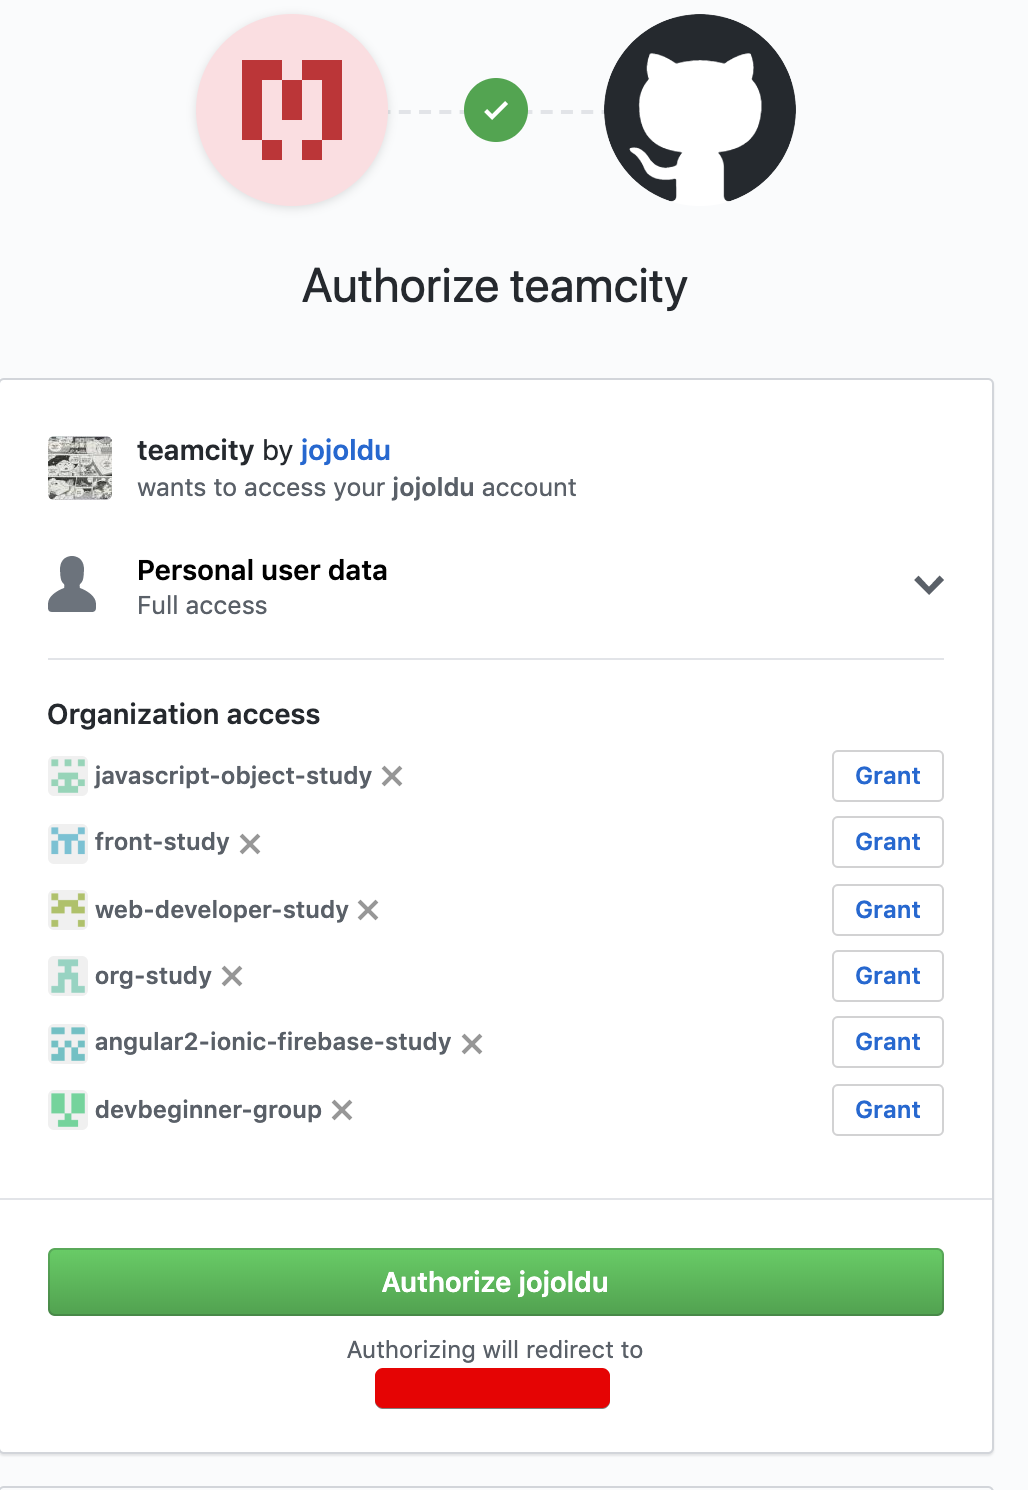 Authorize teamcity
teamcity by jojoldu
wants to access your jojoldu account
Personal user data
Full access
Organization access
javascript-object-study Grant
front-study Grant
web-developer-study Grant
org-study Grant
angular2-ionic-firebase-study Grant
devbeginner-group Grant
Authorize jojoldu
Authorizing will redirect to